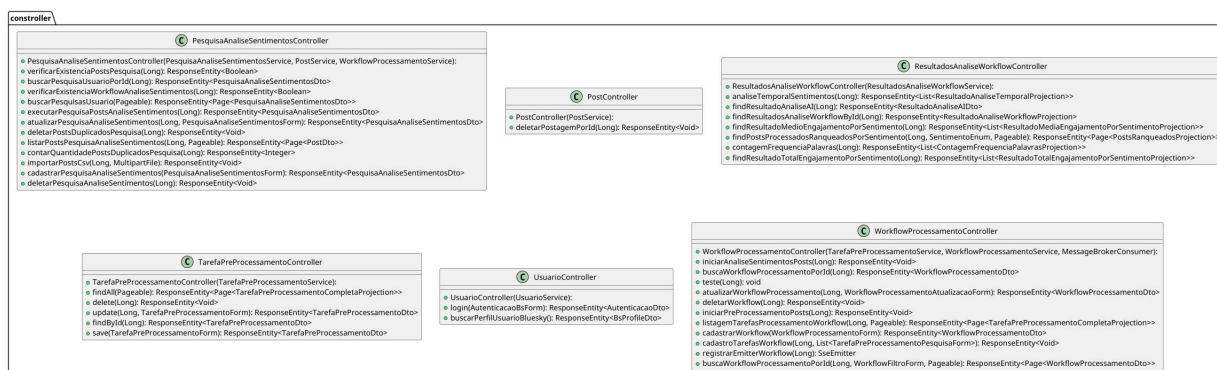 constroller
PesquisaAnaliseSentimentosController
PesquisaAnaliseSentimentosController(PesquisaAnaliseSentimentosService, PostService, WorkflowProcessamentoService):
verificarExistenciaPostsPesquisa(Long): ResponseEntity<Boolean>
buscarPesquisaUsuarioPorId(Long): ResponseEntity<PesquisaAnaliseSentimentosDto>
verificarExistenciaWorkflowAnaliseSentimentos(Long): ResponseEntity<Boolean>
buscarPesquisasUsuario(Pageable): ResponseEntity<Page<PesquisaAnaliseSentimentosDto>>
executarPesquisaPostsAnaliseSentimentos(Long): ResponseEntity<PesquisaAnaliseSentimentosDto>
atualizarPesquisaAnaliseSentimentos(Long, PesquisaAnaliseSentimentosForm): ResponseEntity<PesquisaAnaliseSentimentosDto>
deletarPostsDuplicadosPesquisa(Long): ResponseEntity<Void>
listarPostsPesquisaAnaliseSentimentos(Long, Pageable): ResponseEntity<Page<PostDto>>
contarQuantidadePostsDuplicadosPesquisa(Long): ResponseEntity<Integer>
importarPostsCsv(Long, MultipartFile): ResponseEntity<Void>
cadastrarPesquisaAnaliseSentimentos(PesquisaAnaliseSentimentosForm): ResponseEntity<PesquisaAnaliseSentimentosDto>
deletarPesquisaAnaliseSentimentos(Long): ResponseEntity<Void>
PostController
PostController(PostService):
deletarPostagemPorId(Long): ResponseEntity<Void>
ResultadosAnaliseWorkflowController
ResultadosAnaliseWorkflowController(ResultadosAnaliseWorkflowService):
analiseTemporalSentimentos(Long): ResponseEntity<List<ResultadoAnaliseTemporalProjection>>
findResultadoAnaliseAI(Long): ResponseEntity<ResultadoAnaliseAIDto>
findResultadosAnaliseWorkflowById(Long): ResponseEntity<ResultadoAnaliseWorkflowProjection>
findResultadoMedioEngajamentoPorSentimento(Long): ResponseEntity<List<ResultadoMediaEngajamentoPorSentimentoProjection>>
findPostsProcessadosRanqueadosPorSentimento(Long, SentimentoEnum, Pageable): ResponseEntity<Page<PostsRanqueadosProjection>>
contagemFrequenciaPalavras(Long): ResponseEntity<List<ContagemFrequenciaPalavrasProjection>>
findResultadoTotalEngajamentoPorSentimento(Long): ResponseEntity<List<ResultadoTotalEngajamentoPorSentimentoProjection>>
TarefaPreProcessamentoController
TarefaPreProcessamentoController(TarefaPreProcessamentoService):
findAll(Pageable): ResponseEntity<Page<TarefaPreProcessamentoCompletaProjection>>
delete(Long): ResponseEntity<Void>
update(Long, TarefaPreProcessamentoForm): ResponseEntity<TarefaPreProcessamentoDto>
findById(Long): ResponseEntity<TarefaPreProcessamentoDto>
save(TarefaPreProcessamentoForm): ResponseEntity<TarefaPreProcessamentoDto>
UsuarioController
UsuarioController(UsuarioService):
login(AutenticacaoBsForm): ResponseEntity<AutenticacaoDto>
buscarPerfilUsuarioBluesky(): ResponseEntity<BsProfileDto>
WorkflowProcessamentoController
WorkflowProcessamentoController(TarefaPreProcessamentoService, WorkflowProcessamentoService, MessageBrokerConsumer):
iniciarAnaliseSentimentosPosts(Long): ResponseEntity<Void>
buscaWorkflowProcessamentoPorId(Long): ResponseEntity<WorkflowProcessamentoDto>
teste(Long): void
atualizarWorkflowProcessamento(Long, WorkflowProcessamentoAtualizacaoForm): ResponseEntity<WorkflowProcessamentoDto>
deletarWorkflow(Long): ResponseEntity<Void>
iniciarPreProcessamentoPosts(Long): ResponseEntity<Void>
listagemTarefasProcessamentoWorkflow(Long, Pageable): ResponseEntity<Page<TarefaPreProcessamentoCompletaProjection>>
cadastrarWorkflow(WorkflowProcessamentoForm): ResponseEntity<WorkflowProcessamentoDto>
cadastroTarefasWorkflow(Long, List<TarefaPreProcessamentoPesquisaForm>): ResponseEntity<Void>
registrarEmitterWorkflow(Long): SseEmitter
buscaWorkflowProcessamentoPorId(Long, WorkflowFiltroForm, Pageable): ResponseEntity<Page<WorkflowProcessamentoDto>>